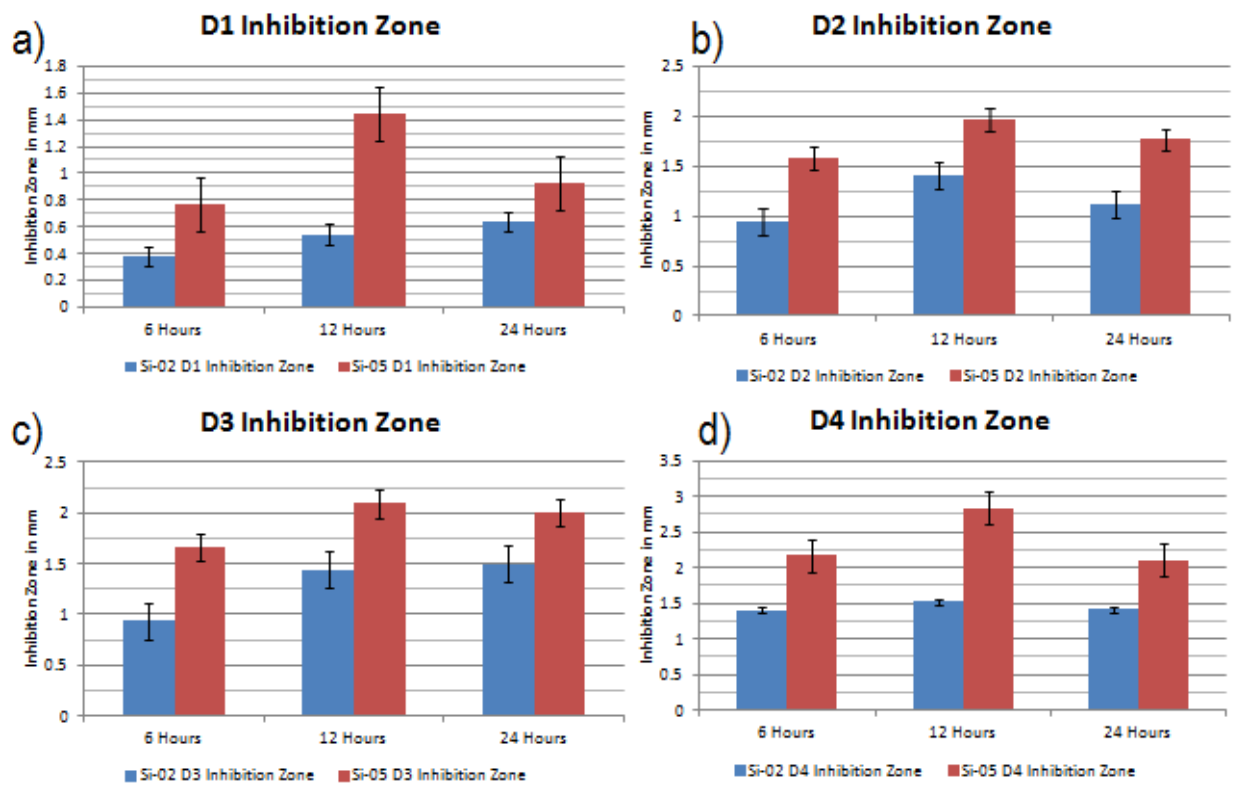 a)
D1 Inhibition Zone
Inhibition Zone in mm
1.8
1.6
1.4
1.2
1
0.8
0.6
0.4
0.2
0
6 Hours 12 Hours 24 Hours
Si-02 D1 Inhibition Zone Si-05 D1 Inhibition Zone
b)
D2 Inhibition Zone
Inhibition Zone in mm
2.5
2
1.5
1
0.5
0
6 Hours 12 Hours 24 Hours
Si-02 D2 Inhibition Zone Si-05 D2 Inhibition Zone
c)
D3 Inhibition Zone
Inhibition Zone in mm
2.5
2
1.5
1
0.5
0
6 Hours 12 Hours 24 Hours
Si-02 D3 Inhibition Zone Si-05 D3 Inhibition Zone
d)
D4 Inhibition Zone
Inhibition Zone in mm
3.5
3
2.5
2
1.5
1
0.5
0
6 Hours 12 Hours 24 Hours
Si-02 D4 Inhibition Zone Si-05 D4 Inhibition Zone